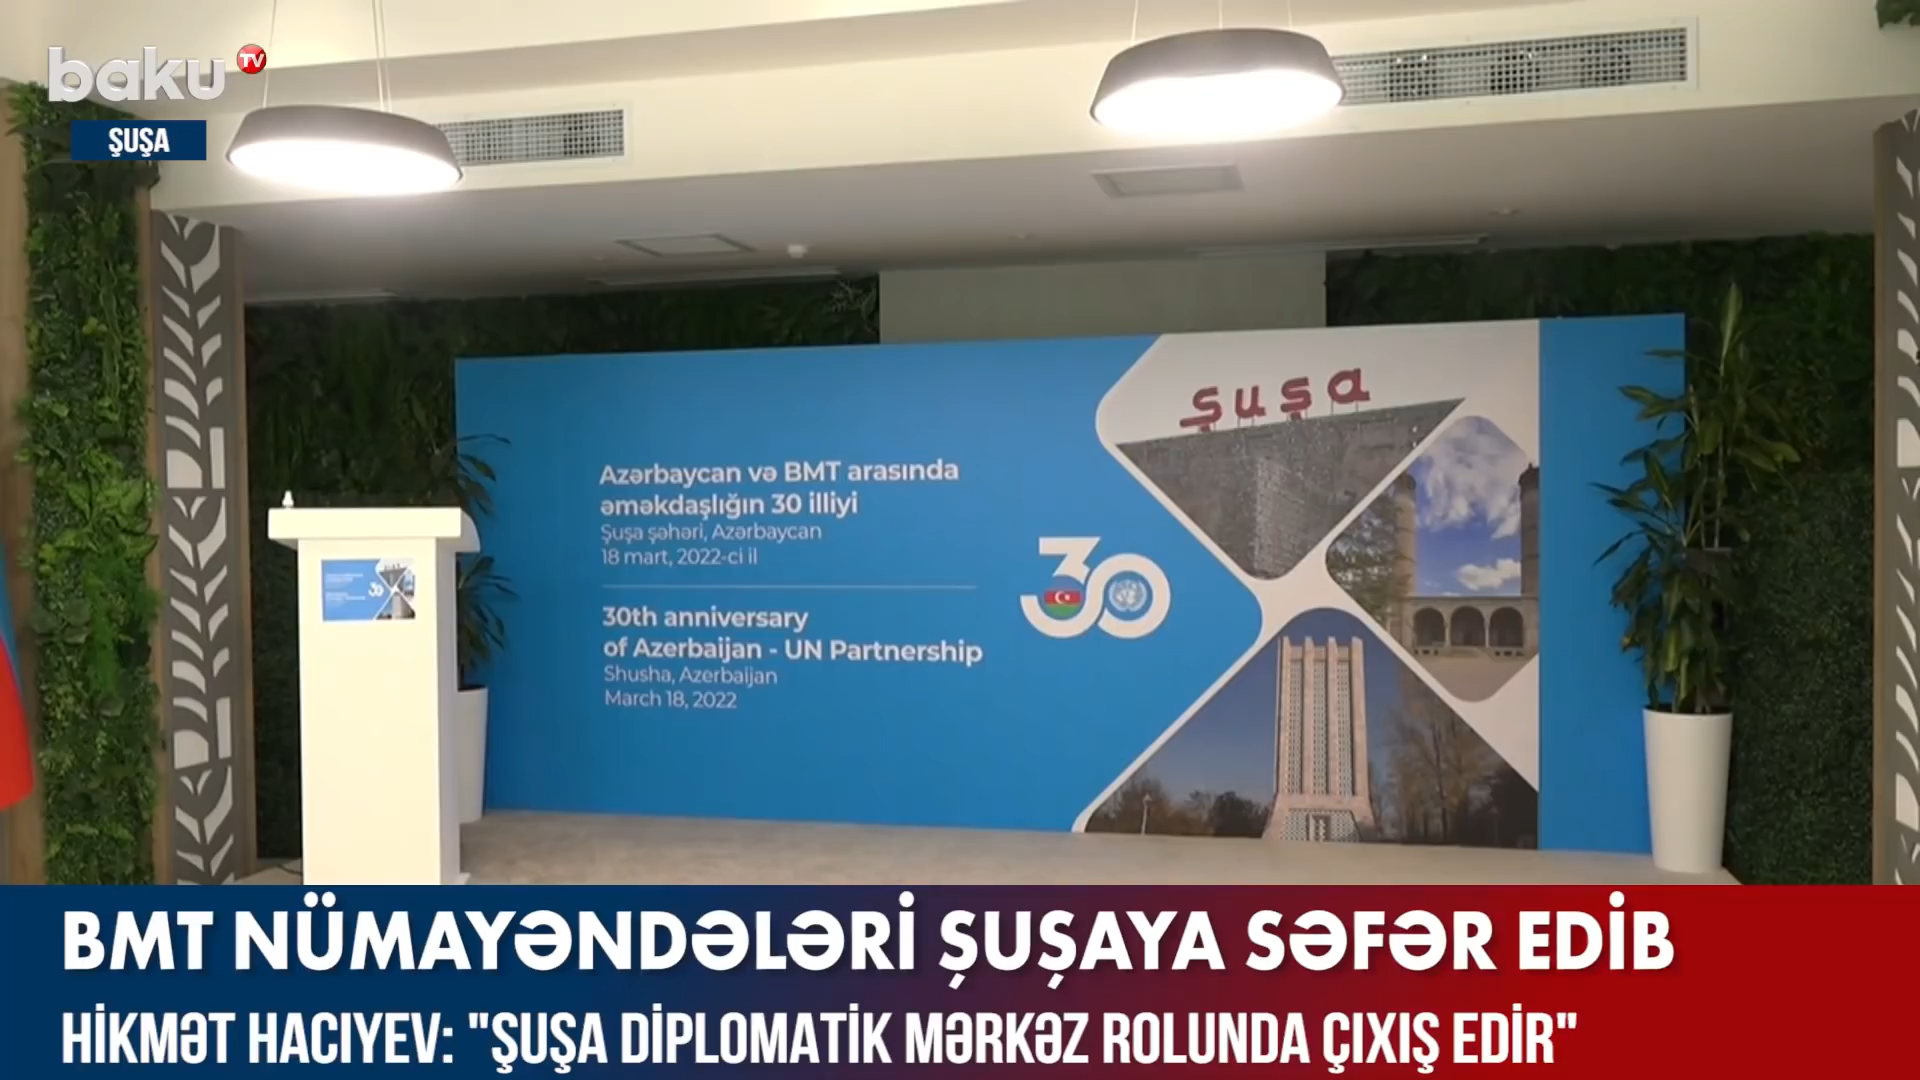 baku TV
ŞUŞA
Şuşa
Azərbaycan və BMT arasında
əməkdaşlığın 30 illiyi
Şuşa şəhəri, Azərbaycan
18 mart, 2022-ci il
30
30th anniversary
of Azerbaijan - UN Partnership
Shusha, Azerbaijan
March 18, 2022
30
BMT NÜMAYƏNDƏLƏRİ ŞUŞAYA SƏFƏR EDİB
HİKMƏT HACIYEV: "ŞUŞA DİPLOMATİK MƏRKƏZ ROLUNDA ÇIXIŞ EDİR"